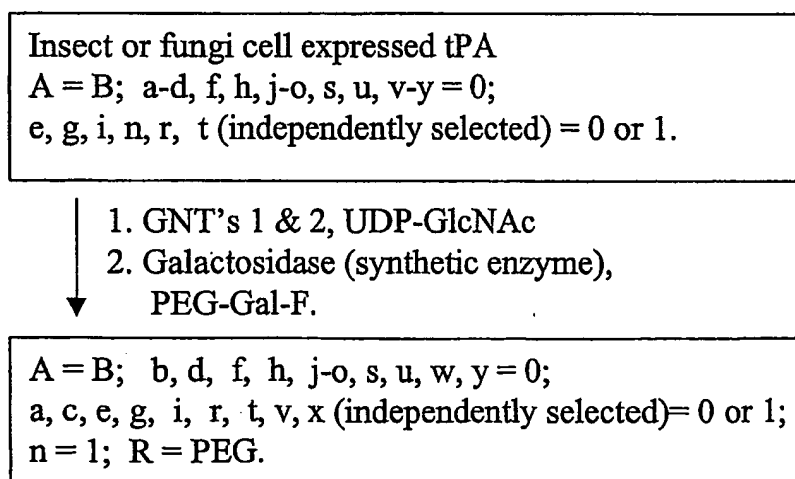 Insect or fungi cell expressed tPA
A = B; a-d, f, h, j-o, s, u, v-y = 0;
e, g, i, n, r, t (independently selected) = 0 or 1.
1. GNT's 1 & 2, UDP-GlcNAc
2. Galactosidase (synthetic enzyme),
PEG-Gal-F.
A = B; b, d, f, h, j-o, s, u, w, y = 0;
a, c, e, g, i, r, t, v, x (independently selected)= 0 or 1;
n = 1; R = PEG.